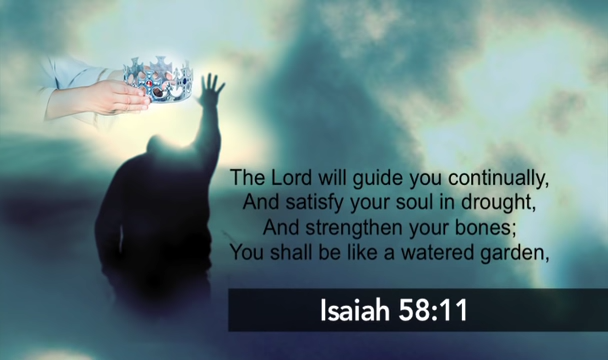 The Lord will guide you continually,
And satisfy your soul in drought,
And strengthen your bones;
You shall be like a watered garden,
Isaiah 58:11